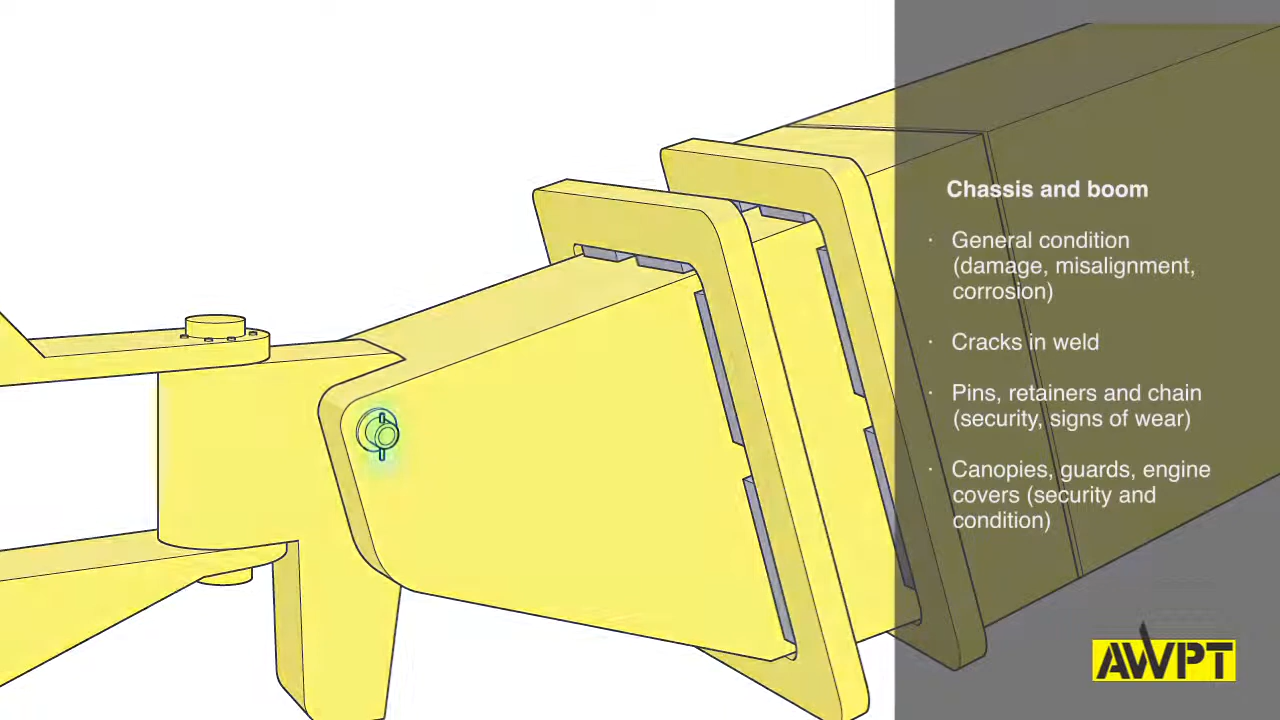 Chassis and boom
· General condition
(damage, misalignment,
corrosion)
· Cracks in weld
· Pins, retainers and chain
(security, signs of wear)
· Canopies, guards, engine
covers (security and
condition)
AWPT